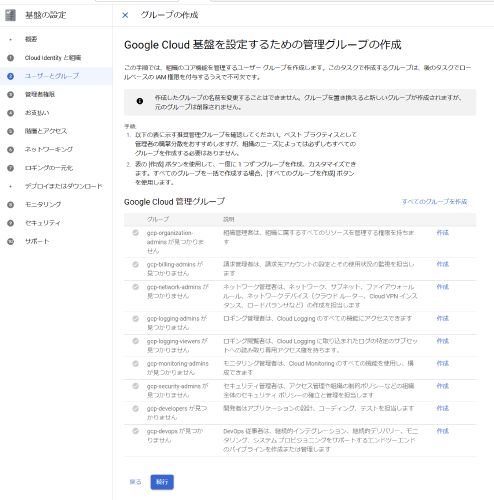 基盤の設定
概要
1 Cloud Identity と組織
2 ユーザーとグループ
3 管理者権限
4 お支払い
5 階層とアクセス
6 ネットワーキング
7 ロギングの一元化
デプロイまたはダウンロード
8 モニタリング
9 セキュリティ
10 サポート
グループの作成
Google Cloud 基盤を設定するための管理グループの作成
この手順では、組織のコア機能を管理するユーザー グループを作成します。このタスクで作成するグループは、後のタスクでロー
ルベースの IAM 権限を付与するうえで不可欠です。
作成したグループの名前を変更することはできません。グループを置き換えると新しいグループが作成されますが、
元のグループは削除されません。
手順:
1. 以下の表に示す推奨管理グループを確認してください。ベスト プラクティスとして
管理者の職掌分散をおすすめしますが、組織のニーズによっては必ずしもすべての
グループを作成する必要はありません。
2. 表の [作成] ボタンを使用して、一度に 1 つずつグループを作成、カスタマイズでき
ます。すべてのグループを一括で作成する場合、[すべてのグループを作成] ボタン
を使用します。
Google Cloud 管理グループ
すべてのグループを作成
グループ 説明
gcp-organization-
admins が見つかりま
せん
組織管理者は、組織に関するすべてのリソースを管理する権限を持ちま
す
作成
gcp-billing-admins が
見つかりません
請求管理者は、請求先アカウントの設定とその使用状況の監視を担当し
ます
作成
gcp-network-admins が
見つかりません
ネットワーク管理者は、ネットワーク、サブネット、ファイアウォール
ルール、ネットワーク デバイス（クラウド ルーター、Cloud VPN インス
タンス、ロードバランサなど）の作成を担当します
作成
gcp-logging-admins が
見つかりません
ロギング管理者は、Cloud Logging のすべての機能にアクセスできます
作成
gcp-logging-viewers が
見つかりません
ロギング閲覧者は、Cloud Logging に取り込まれたログの特定のサブセッ
トへの読み取り専用アクセス権を持ちます。
作成
gcp-monitoring-admins
が見つかりません
モニタリング管理者は、Cloud Monitoring のすべての機能を使用し、構
成できます
作成
gcp-security-admins が
見つかりません
セキュリティ管理者は、アクセス管理や組織の制約ポリシーなどの組織
全体のセキュリティ ポリシーの確立と管理を担当します
作成
gcp-developers が見つ
かりません
開発者はアプリケーションの設計、コーディング、テストを担当します
作成
gcp-devops が見つか
りません
DevOps 従事者は、継続的インテグレーション、継続的デリバリー、モニ
タリング、システム プロビジョニングをサポートするエンドツーエンド
のパイプラインを作成または管理します
作成
戻る 続行